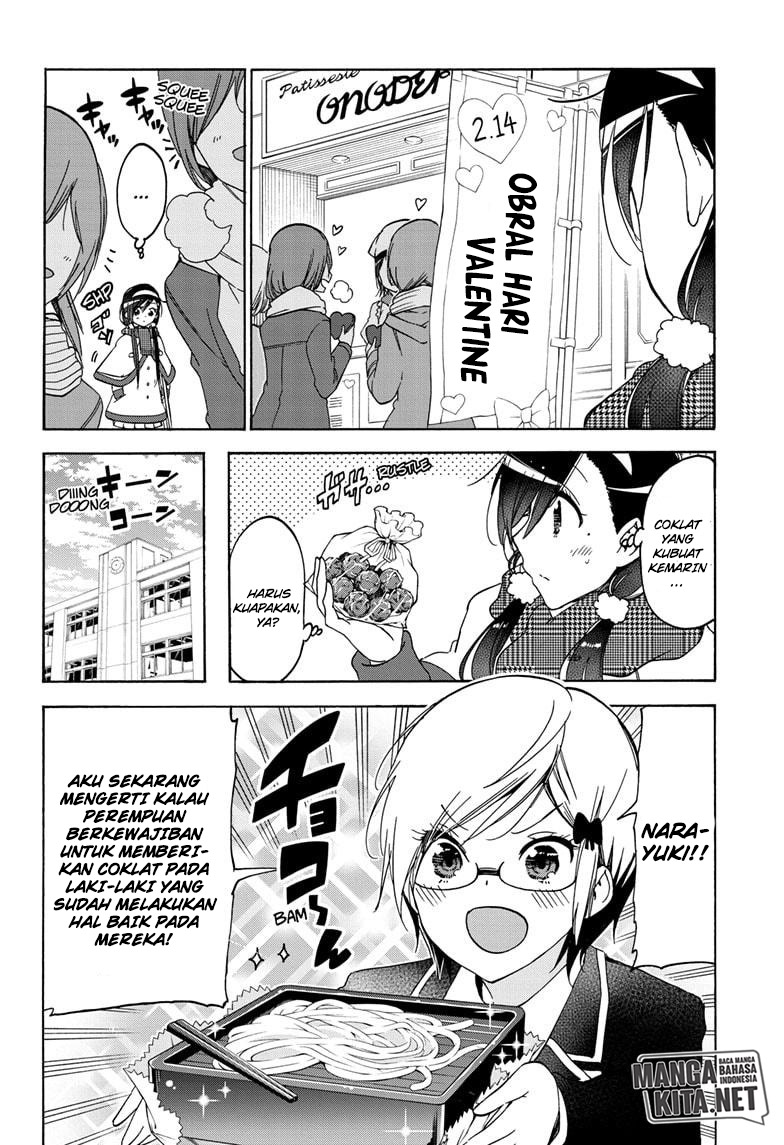 Patissesie
ONODER
2.14
OBRAL HARI
VALENTINE
SQUEE
SQUEE
キャッ
キャッ
...
SHP
COKLAT
YANG
KUBUAT
KEMARIN
...
RUSTLE
ガサ...
HARUS
KUAPAKAN,
YA?
DIIING
DOOONG
キーン
コーン
NARA-
YUKI!!
チョコ〜ん
BAM
AKU SEKARANG
MENGERTI KALAU
PEREMPUAN
BERKEWAJIBAN
UNTUK MEMBERI-
KAN COKLAT PADA
LAKI-LAKI YANG
SUDAH MELAKUKAN
HAL BAIK PADA
MEREKA!
MANGA
KITA.NET
BACA MANGA
BAHASA
INDONESIA